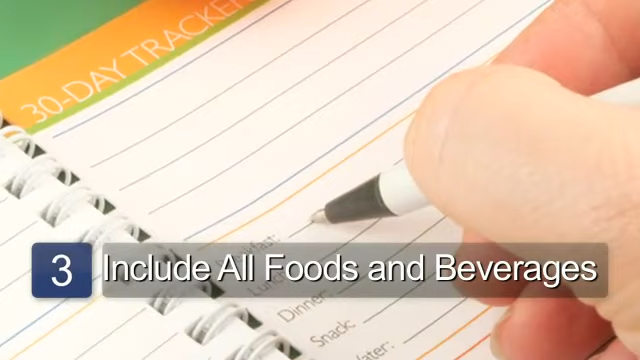 30-DAY TRACKER
3 Include All Foods and Beverages
Dinner:
Snack: